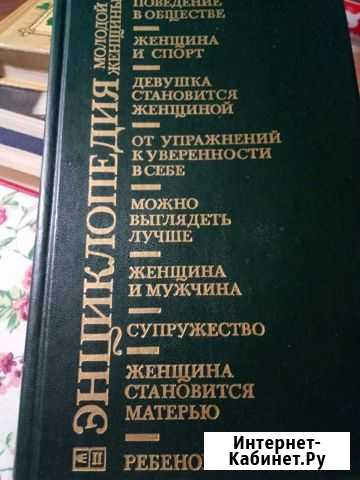 ЭНЦИКЛОПЕДИЯ
МОЛОДОЙ
ЖЕНЩИНЫ
ПОВЕДЕНИЕ
В ОБЩЕСТВЕ
ЖЕНЩИНА
И СПОРТ
ДЕВУШКА
СТАНОВИТСЯ
ЖЕНЩИНОЙ
ОТ УПРАЖНЕНИЙ
К УВЕРЕННОСТИ
В СЕБЕ
МОЖНО
ВЫГЛЯДЕТЬ
ЛУЧШЕ
ЖЕНЩИНА
И МУЖЧИНА
СУПРУЖЕСТВО
ЖЕНЩИНА
СТАНОВИТСЯ
МАТЕРЬЮ
РЕБЕНО
Интернет-
Кабинет.Ру